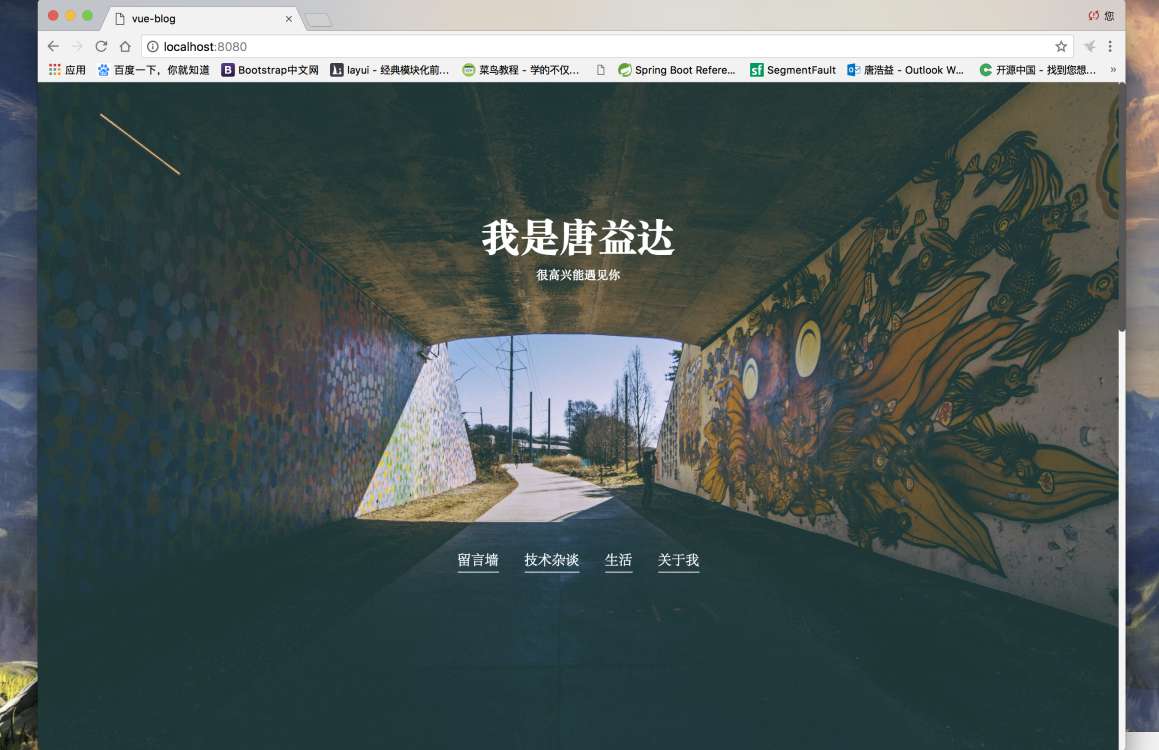 vue-blog
您
localhost:8080
应用 百度一下，你就知道 Bootstrap中文网 layui - 经典模块化前... 菜鸟教程 - 学的不仅... Spring Boot Refere... SegmentFault 唐浩益 - Outlook W... 开源中国 - 找到您想... »
我是唐益达
很高兴能遇见你
留言墙 技术杂谈 生活 关于我